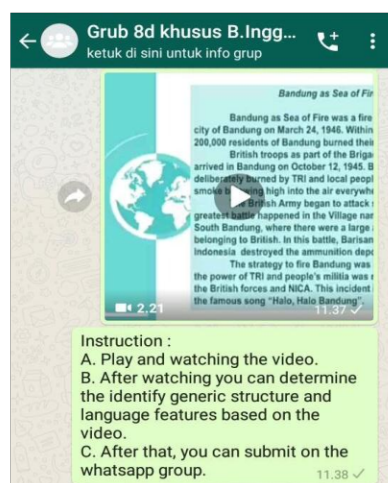 Grub 8d khusus B.Ingg...
ketuk di sini untuk info grup
Bandung as Sea of Fir
Bandung as Sea of Fire was a fire
city of Bandung on March 24, 1946. Within
200,000 residents of Bandung burned their
British troops as part of the Briga
arrived in Bandung on October 12, 1945. B
deliberately burned by TRI and local peopl
smoke high into the air everywh
British Army began to attack
greatest battle happened in the Village nar
South Bandung, where there were a large
belonging to British. In this battle, Barisan
Indonesia destroyed the ammunition depo
The strategy to fire Bandung was
the power of TRI and people's militia was
the British forces and NICA. This incident
the famous song "Halo, Halo Bandung".
2.21
11.37
Instruction :
A. Play and watching the video.
B. After watching you can determine
the identify generic structure and
language features based on the
video.
C. After that, you can submit on the
whatsapp group.
11.38